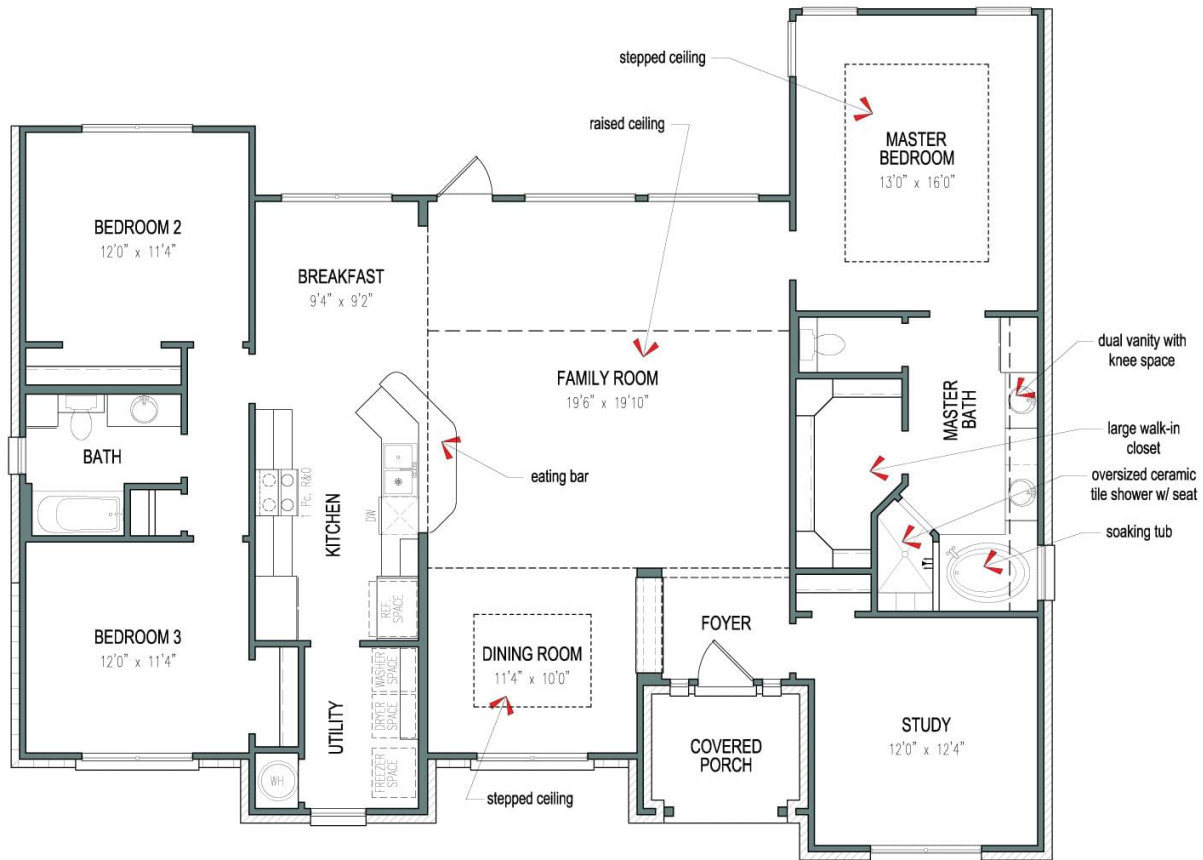 stepped ceiling
raised ceiling
MASTER
BEDROOM
13'0" x 16'0"
BEDROOM 2
12'0" x 11'4"
BREAKFAST
9'4" x 9'2"
FAMILY ROOM
19'6" x 19'10"
dual vanity with
knee space
MASTER
BATH
large walk-in
closet
oversized ceramic
tile shower w/ seat
soaking tub
BATH
1 Pc. R&O
KITCHEN
DW
eating bar
REF.
SPACE
BEDROOM 3
12'0" x 11'4"
FOYER
DINING ROOM
11'4" x 10'0"
WASHER
SPACE
DRYER
SPACE
FREEZER
SPACE
UTILITY
WH
STUDY
12'0" x 12'4"
COVERED
PORCH
stepped ceiling